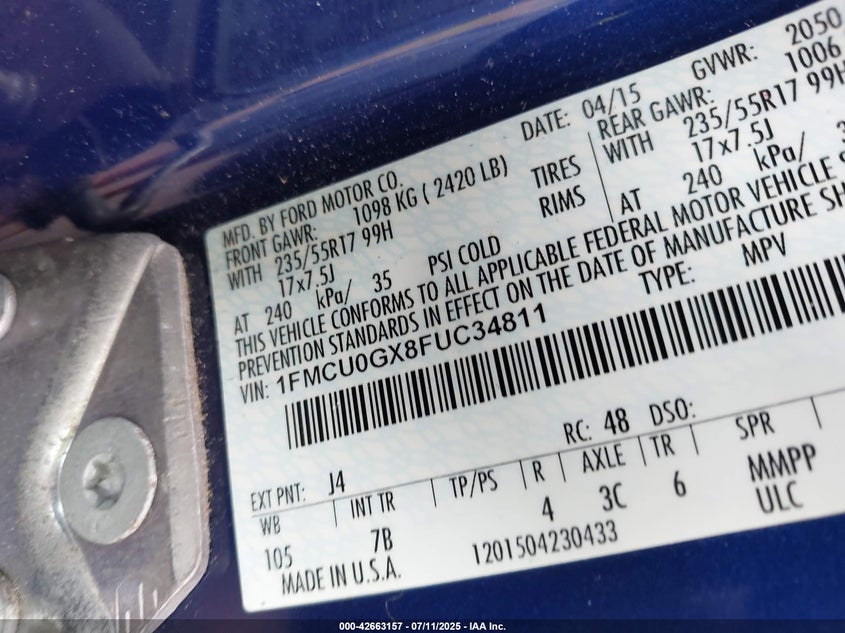 MFD. BY FORD MOTOR CO.
DATE: 04/15
GVWR: 2050
FRONT GAWR: 1098 KG ( 2420 LB)
REAR GAWR: 1006
WITH 235/55R17 99H TIRES
WITH 235/55R17 99H
17x7.5J RIMS
17x7.5J
AT 240 kPa/ 35 PSI COLD
AT 240 kPa/ 3
THIS VEHICLE CONFORMS TO ALL APPLICABLE FEDERAL MOTOR VEHICLE S
PREVENTION STANDARDS IN EFFECT ON THE DATE OF MANUFACTURE SH
VIN: 1FMCU0GX8FUC34811
TYPE: MPV
EXT PNT: J4 RC: 48 DSO:
WB INT TR TP/PS R AXLE TR SPR
105 7B 4 3C 6 MMPP
MADE IN U.S.A. 1201504230433 ULC
000-42663157 - 07/11/2025 - IAA Inc.